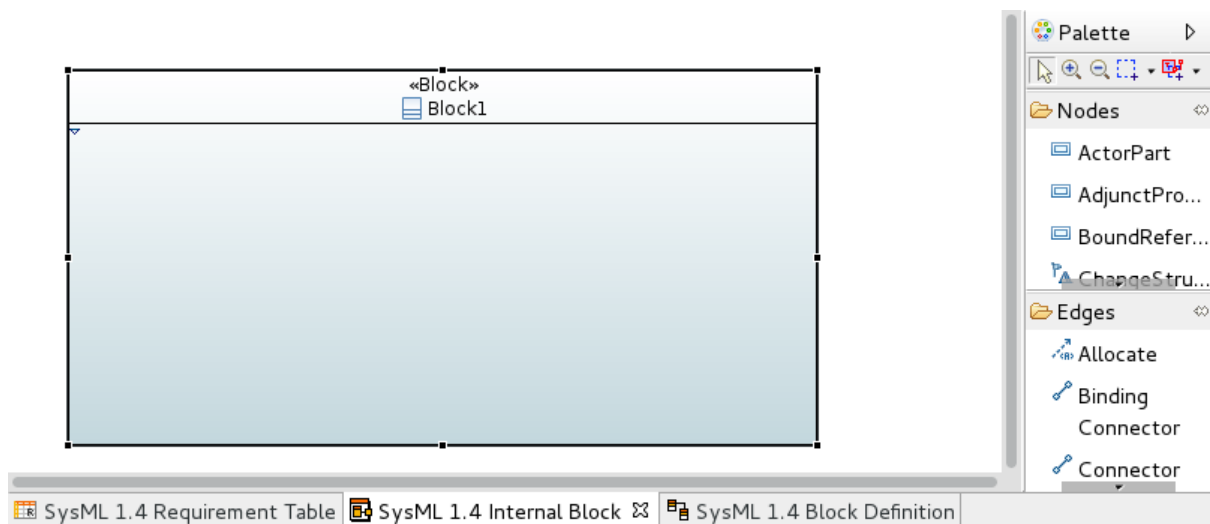 Palette
«Block»
Block1
Nodes
ActorPart
AdjunctPro...
BoundRefer...
ChangeStru...
Edges
Allocate
Binding
Connector
Connector
SysML 1.4 Requirement Table SysML 1.4 Internal Block SysML 1.4 Block Definition